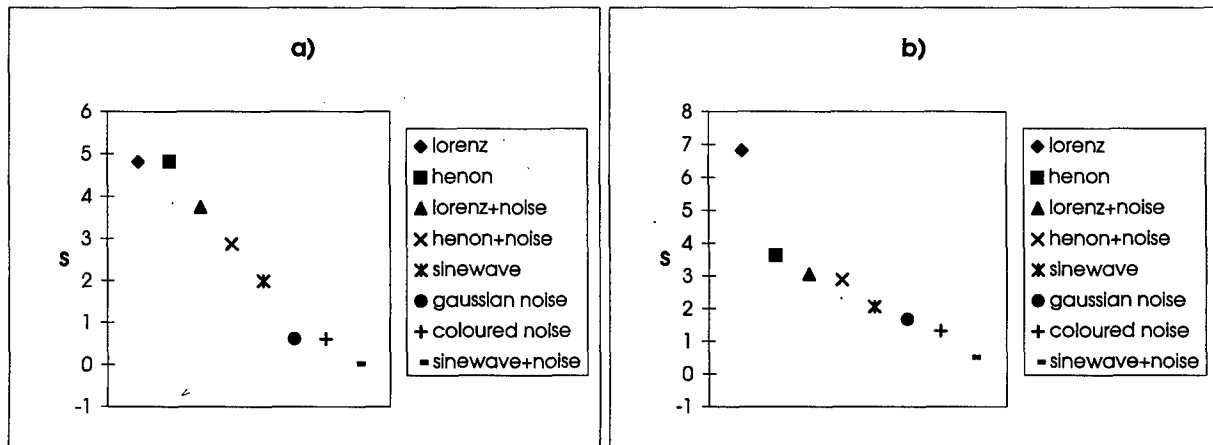 a)
6
5
4
3
S
2
1
0
-1
lorenz
henon
lorenz+noise
henon+noise
sinewave
gaussian noise
coloured noise
sinewave+noise
b)
8
7
6
5
4
S
3
2
1
0
-1
lorenz
henon
lorenz+noise
henon+noise
sinewave
gaussian noise
coloured noise
sinewave+noise